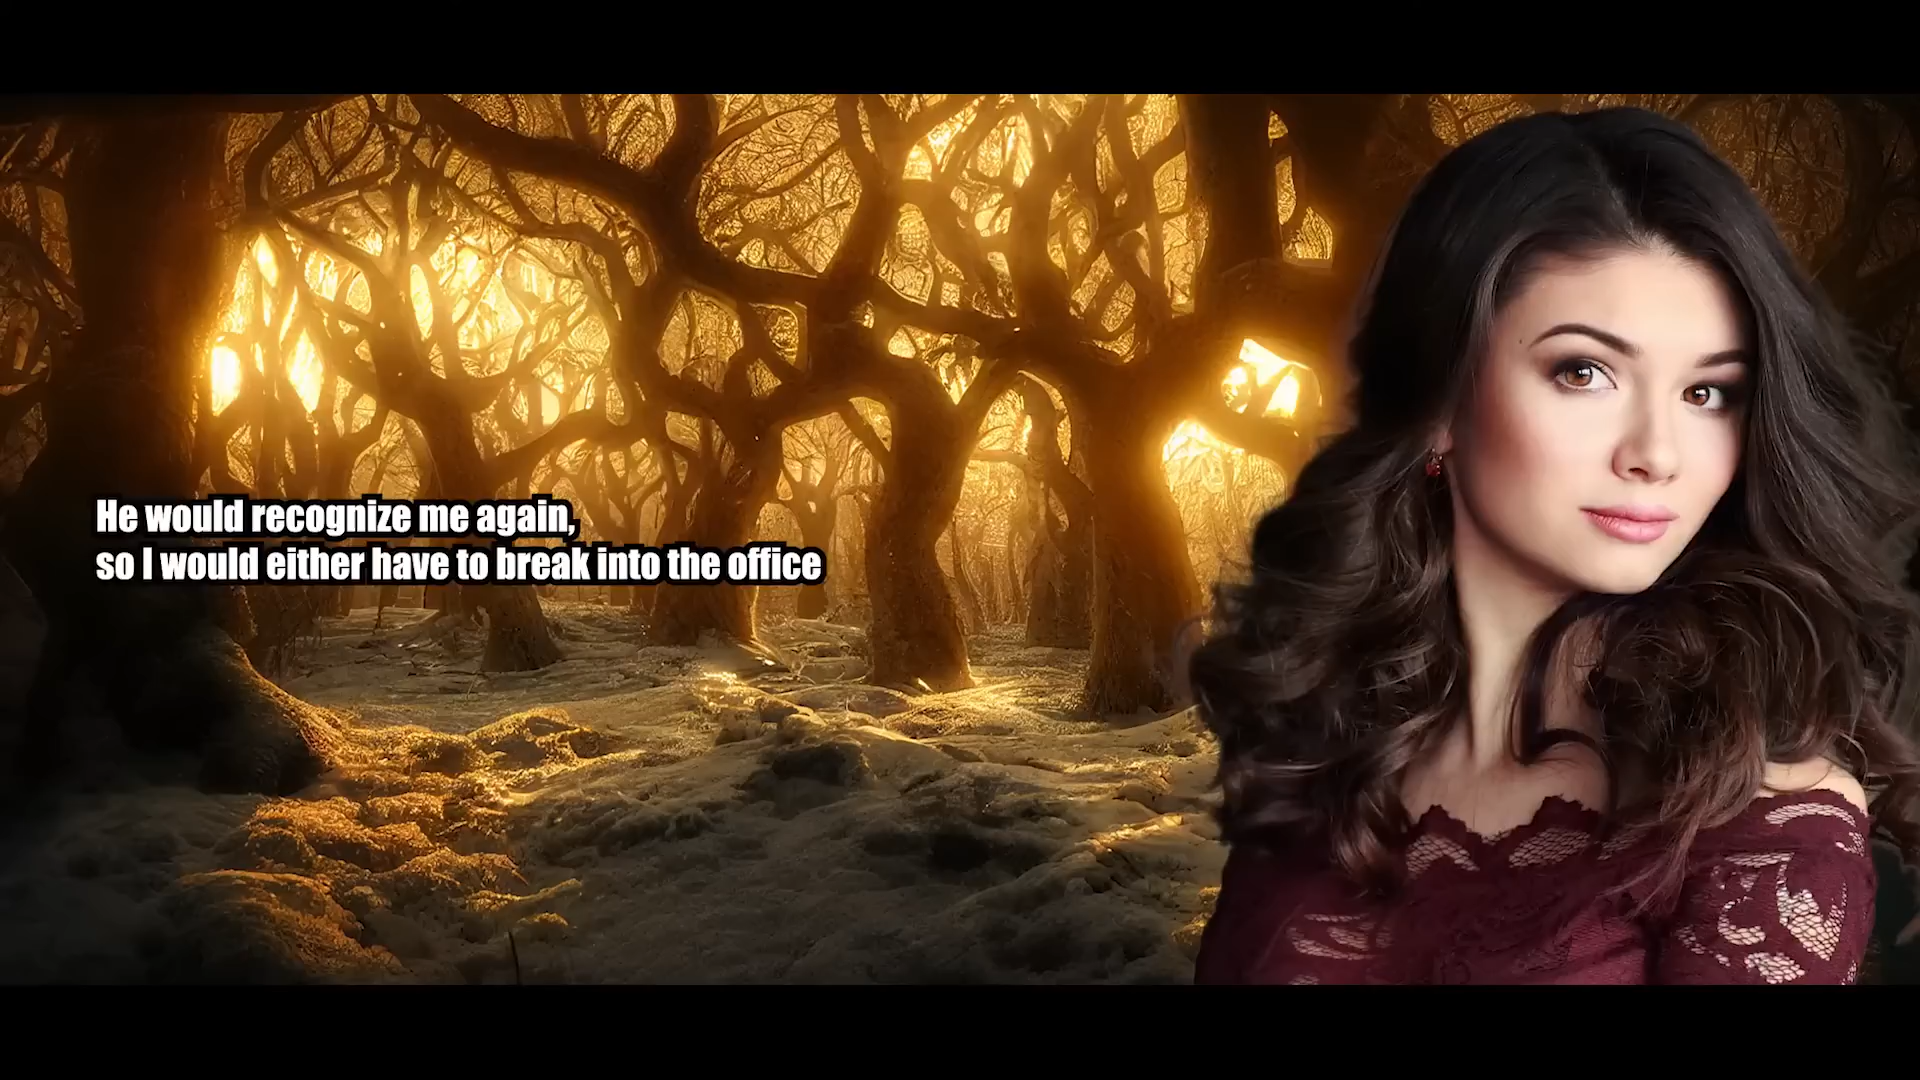 He would recognize me again,
so I would either have to break into the office